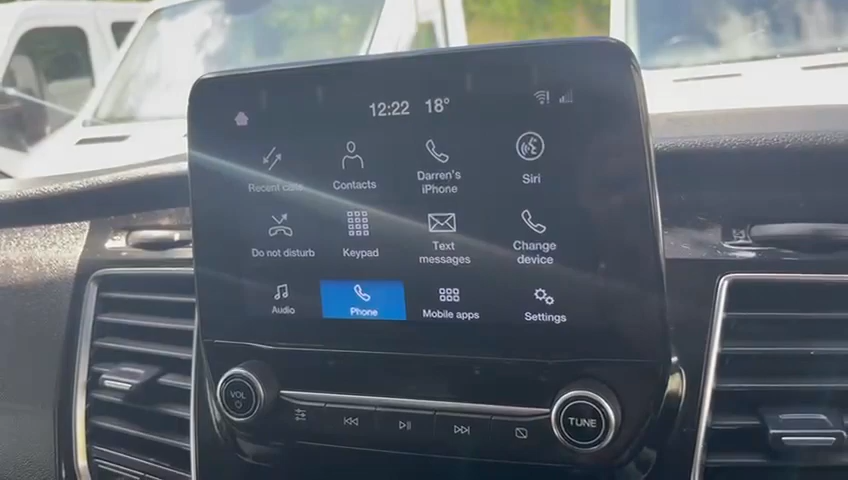 12:22 18°
Recent calls
Contacts
Darren's
iPhone
Siri
Do not disturb
Keypad
Text
messages
Change
device
Audio
Phone
Mobile apps
Settings
VOL
TUNE